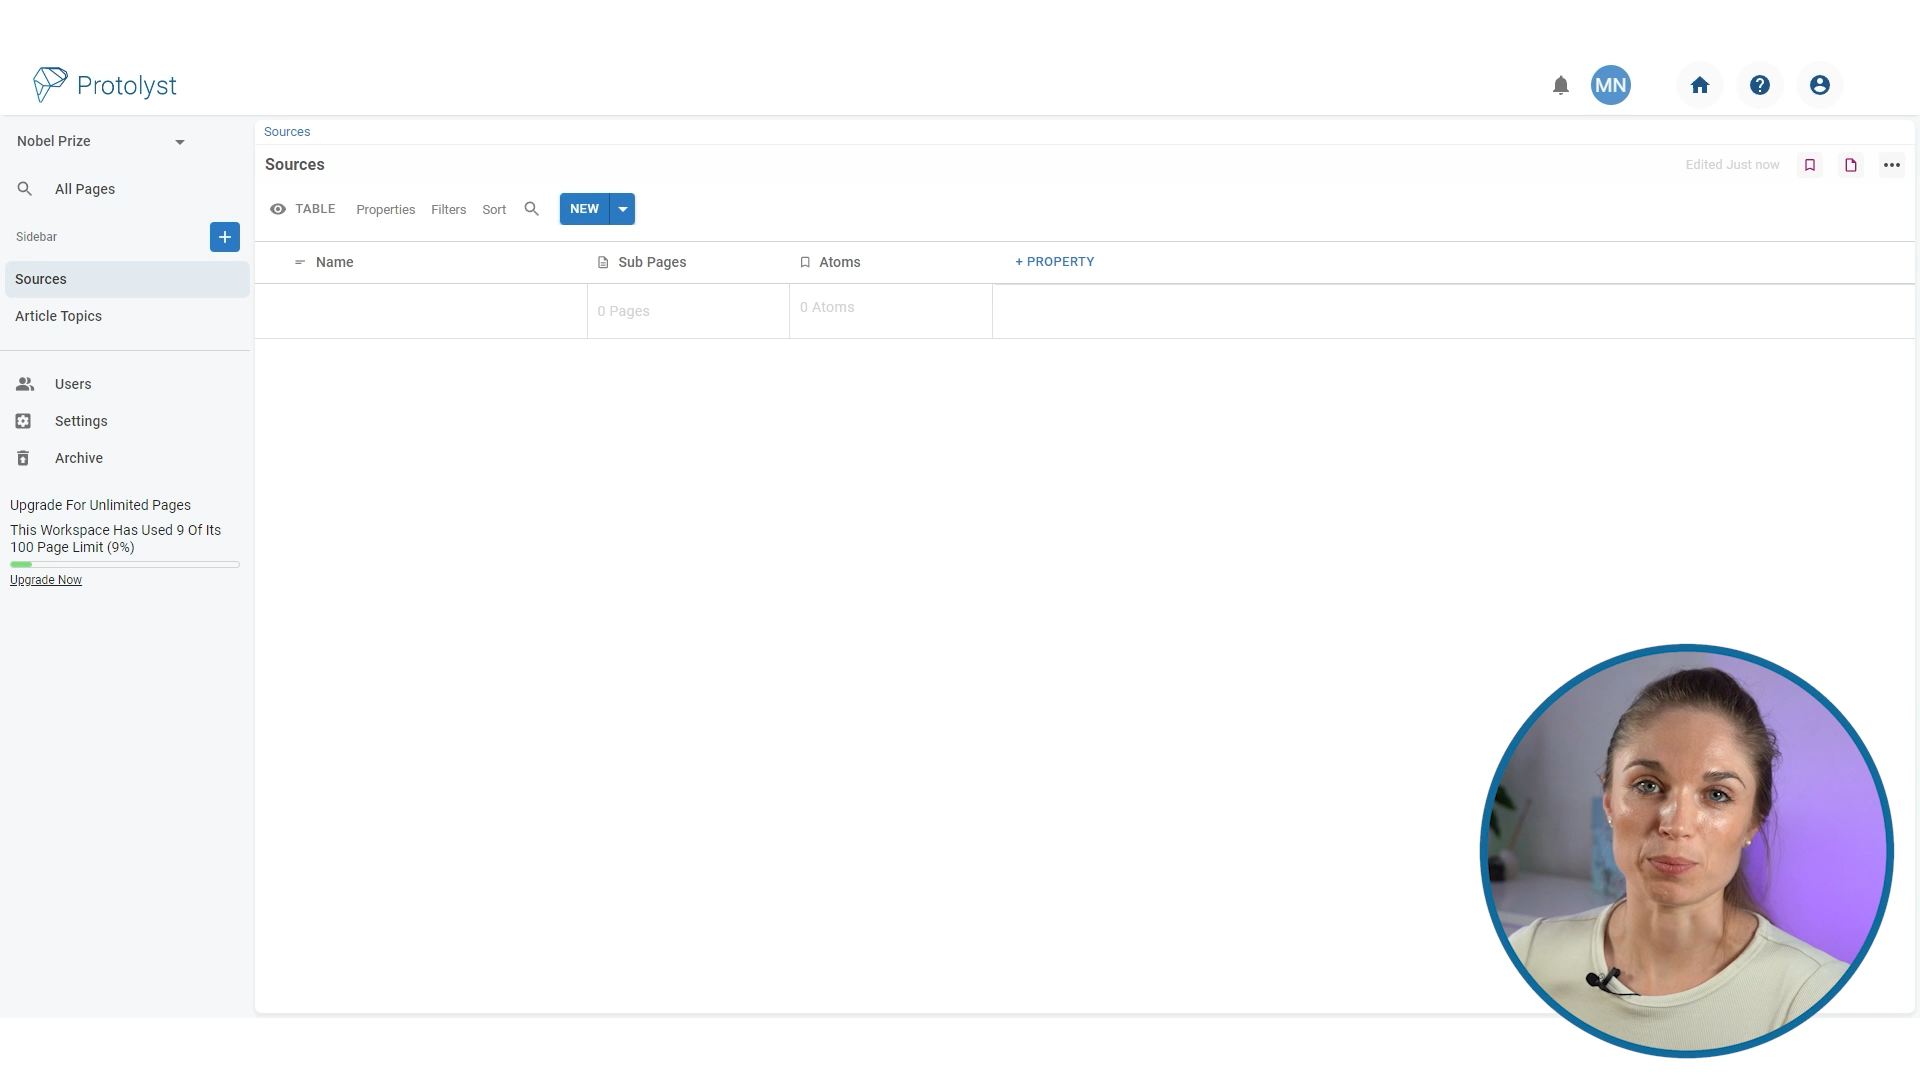 Protolyst
MN
Nobel Prize
Sources
All Pages
Sources
Edited Just now
TABLE Properties Filters Sort NEW
Sidebar
Name Sub Pages Atoms + PROPERTY
Sources
0 Pages 0 Atoms
Article Topics
Users
Settings
Archive
Upgrade For Unlimited Pages
This Workspace Has Used 9 Of Its
100 Page Limit (9%)
Upgrade Now